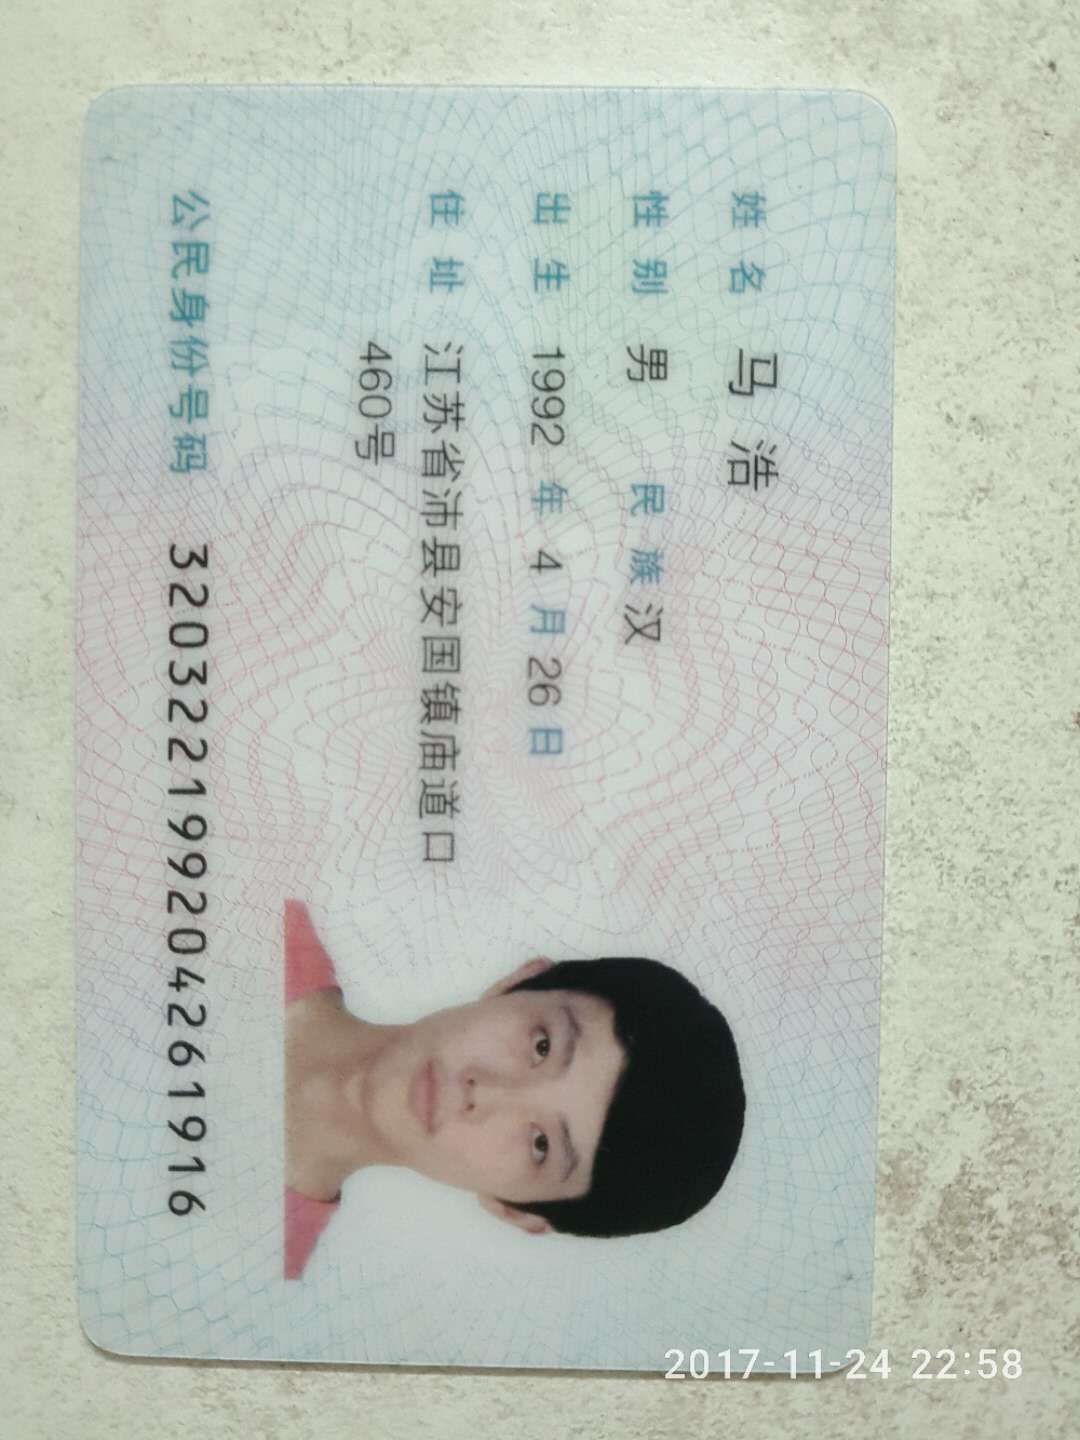 姓名 马浩
性别 男 民族 汉
出生 1992 年 4 月 26 日
住址 江苏省沛县安国镇庙道口
460号
公民身份号码 320322199204261916
2017-11-24 22:58